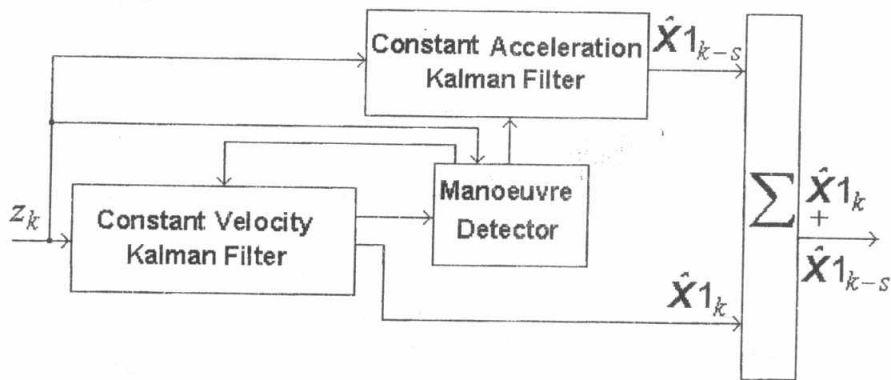 Constant Acceleration
Kalman Filter
X̂1ₖ₋ₛ
Manoeuvre
Detector
zₖ
Constant Velocity
Kalman Filter
∑
X̂1ₖ
+
X̂1ₖ₋ₛ
X̂1ₖ